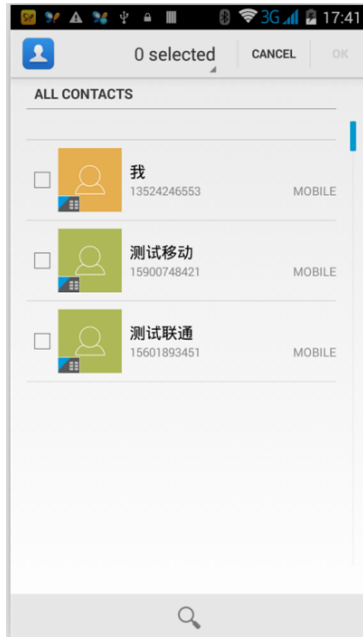 3G 17:41
0 selected CANCEL OK
ALL CONTACTS
我
13524246553 MOBILE
测试移动
15900748421 MOBILE
测试联通
15601893451 MOBILE